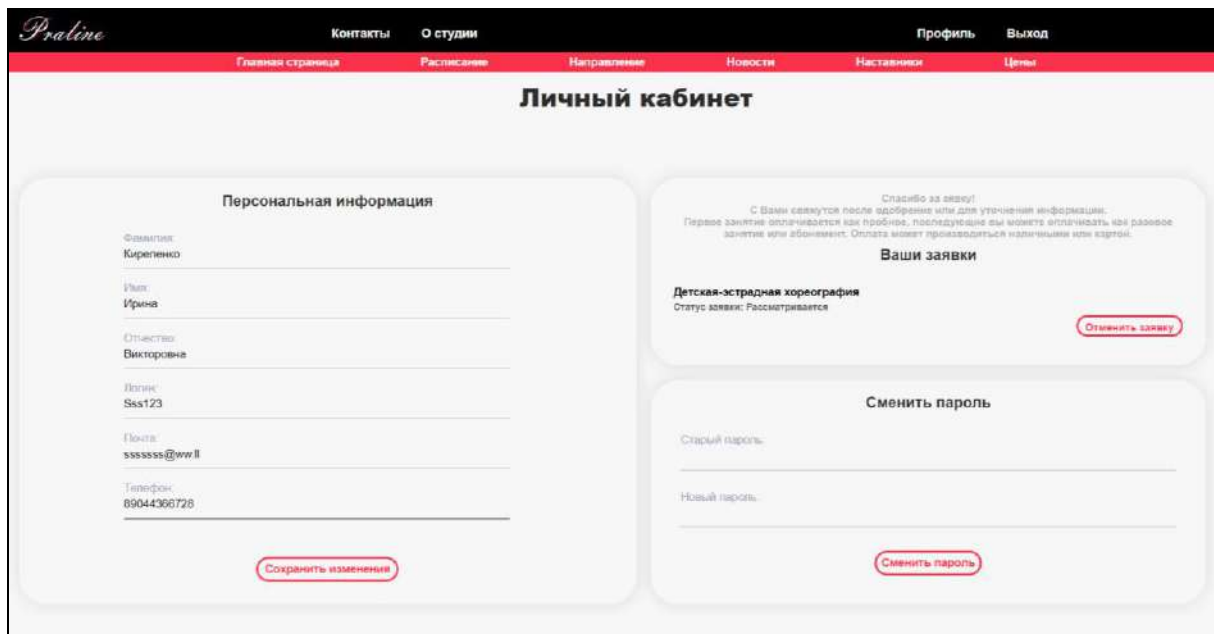 Praline
Контакты О студии Профиль Выход
Главная страница Расписание Направление Новости Наставники Цены
Личный кабинет
Персональная информация
Фамилия:
Кирепенко
Имя:
Ирина
Отчество:
Викторовна
Логин:
Sss123
Почта:
sssssss@ww.ll
Телефон:
89044366728
Сохранить изменения
Спасибо за
С Вами свяжутся после одобрение или для уточнения информации.
Первое занятие оплачивается как пробное, последующие вы можете оплачивать как разовое
занятие или абонемент. Оплата может производиться наличными или картой.
Ваши заявки
Детская-эстрадная хореография
Статус заявки: Рассматривается
Отменить заявку
Сменить пароль
Старый пароль:
Новый пароль:
Сменить пароль